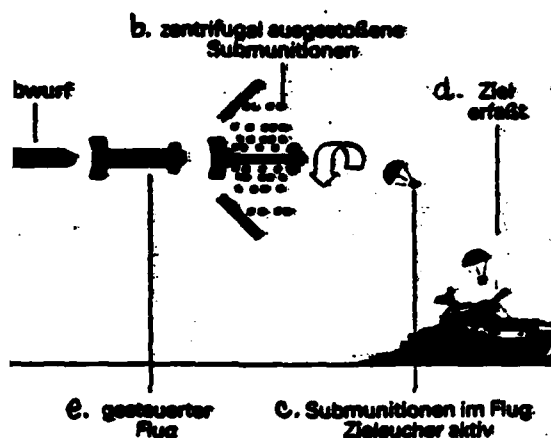 b. zentrifugal ausgestoßene
Submunitionen
bwurf
d. Ziel
erfaßt
e. gesteuerter
Flug
c. Submunitionen im Flug
Zielsucher aktiv